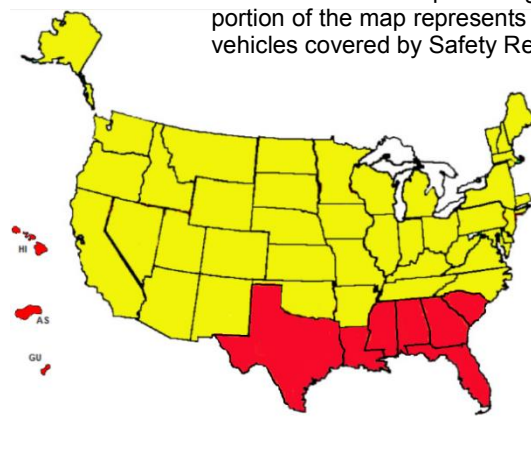 portion of the map represents
vehicles covered by Safety Re
HI
AS
GU